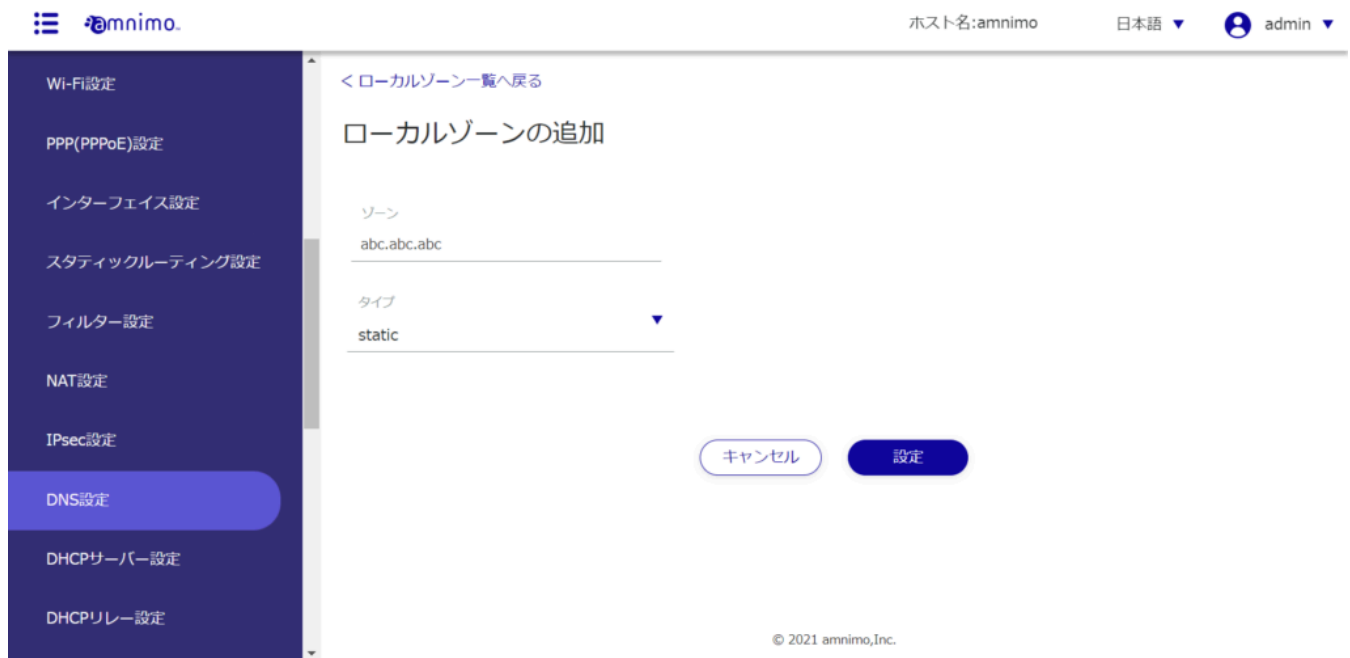 amnimo
ホスト名:amnimo
日本語
admin
Wi-Fi設定
PPP(PPPoE)設定
インターフェイス設定
スタティックルーティング設定
フィルター設定
NAT設定
IPsec設定
DNS設定
DHCPサーバー設定
DHCPリレー設定
< ローカルゾーン一覧へ戻る
ローカルゾーンの追加
ゾーン
abc.abc.abc
タイプ
static
キャンセル
設定
© 2021 amnimo,Inc.